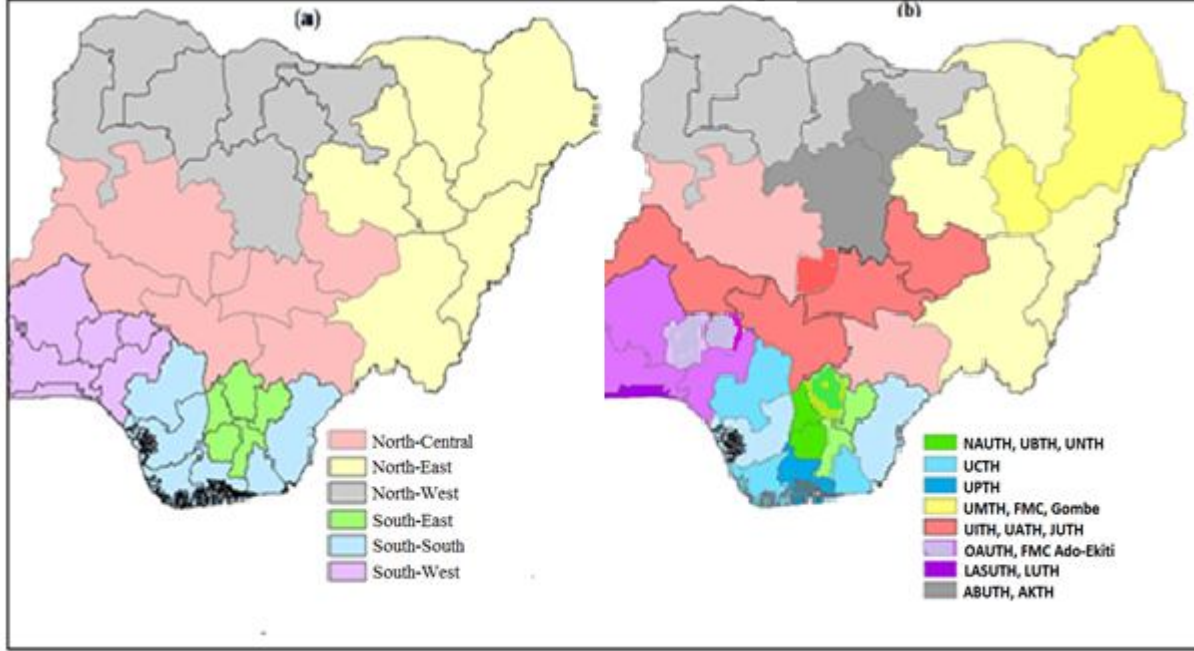 (a)
(b)
North-Central
North-East
North-West
South-East
South-South
South-West
NAUTH, UBTH, UNTH
UCTH
UPTH
UMTH, FMC, Gombe
UITH, UATH, JUTH
OAUTH, FMC Ado-Ekiti
LASUTH, LUTH
ABUTH, AKTH